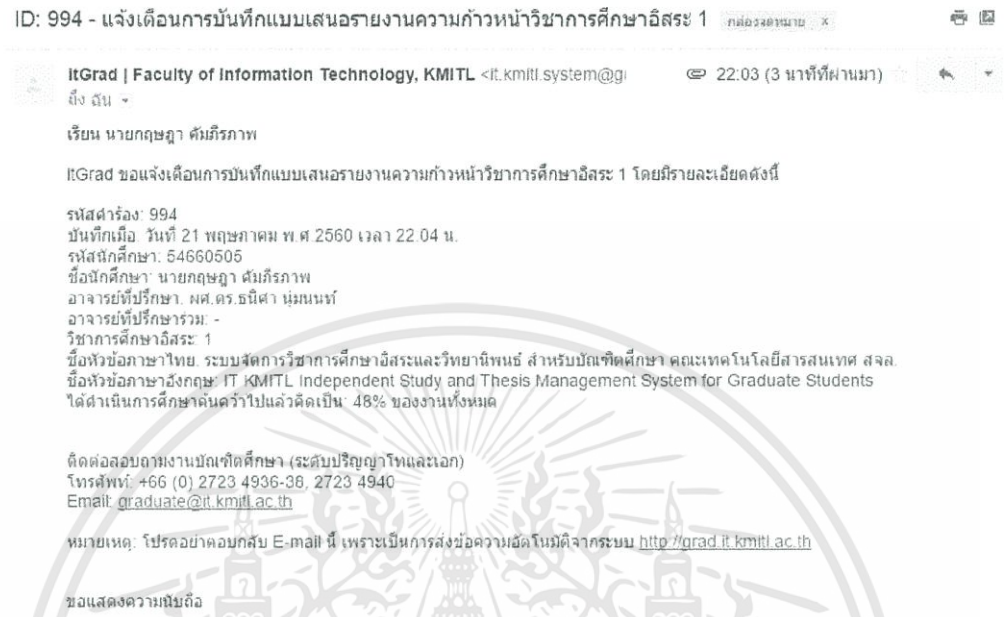 ID: 994 - แจ้งเตือนการบันทึกแบบเสนอรายงานความก้าวหน้าวิชาการศึกษาอิสระ 1 กล่องจดหมาย x
itGrad | Faculty of Information Technology, KMITL <it.kmitl.system@g 22:03 (3 นาทีที่ผ่านมา)
ถึง ฉัน
เรียน นายกฤษฎา คัมภีรภาพ
itGrad ขอแจ้งเตือนการบันทึกแบบเสนอรายงานความก้าวหน้าวิชาการศึกษาอิสระ 1 โดยมีรายละเอียดดังนี้
รหัสคำร้อง: 994
บันทึกเมื่อ: วันที่ 21 พฤษภาคม พ.ศ.2560 เวลา 22.04 น.
รหัสนักศึกษา: 54660505
ชื่อนักศึกษา: นายกฤษฎา คัมภีรภาพ
อาจารย์ที่ปรึกษา: ผศ.ดร.ธนิศา นุ่มนนท์
อาจารย์ที่ปรึกษาร่วม: -
วิชาการศึกษาอิสระ: 1
ชื่อหัวข้อภาษาไทย: ระบบจัดการวิชาการศึกษาอิสระและวิทยานิพนธ์ สำหรับบัณฑิตศึกษา คณะเทคโนโลยีสารสนเทศ สจล.
ชื่อหัวข้อภาษาอังกฤษ: IT KMITL Independent Study and Thesis Management System for Graduate Students
ได้ดำเนินการศึกษาค้นคว้าไปแล้วคิดเป็น: 48% ของงานทั้งหมด
ติดต่อสอบถามงานบัณฑิตศึกษา (ระดับปริญญาโทและเอก)
โทรศัพท์: +66 (0) 2723 4936-38, 2723 4940
Email: graduate@it.kmitl.ac.th
หมายเหตุ: โปรดอย่าตอบกลับ E-mail นี้ เพราะเป็นการส่งข้อความอัตโนมัติจากระบบ http://grad.it.kmitl.ac.th
ขอแสดงความนับถือ